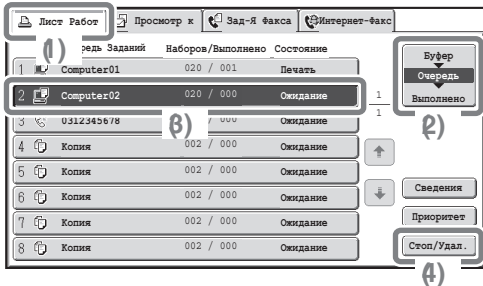 Лист Работ Просмотр к Зад-Я Факса Интернет-Факс
(1) редь Заданий Наборов/Выполнено Состояние
1 Computer01 020 / 001 Печать
2 Computer02 020 / 000 Ожидание
3 0312345678 (3) / 000 Ожидание
4 Копия 002 / 000 Ожидание
5 Копия 002 / 000 Ожидание
6 Копия 002 / 000 Ожидание
7 Копия 002 / 000 Ожидание
8 Копия 002 / 000 Ожидание
1
1
Буфер
Очередь
Выполнено
(2)
Сведения
Приоритет
Стоп/Удал.
(4)